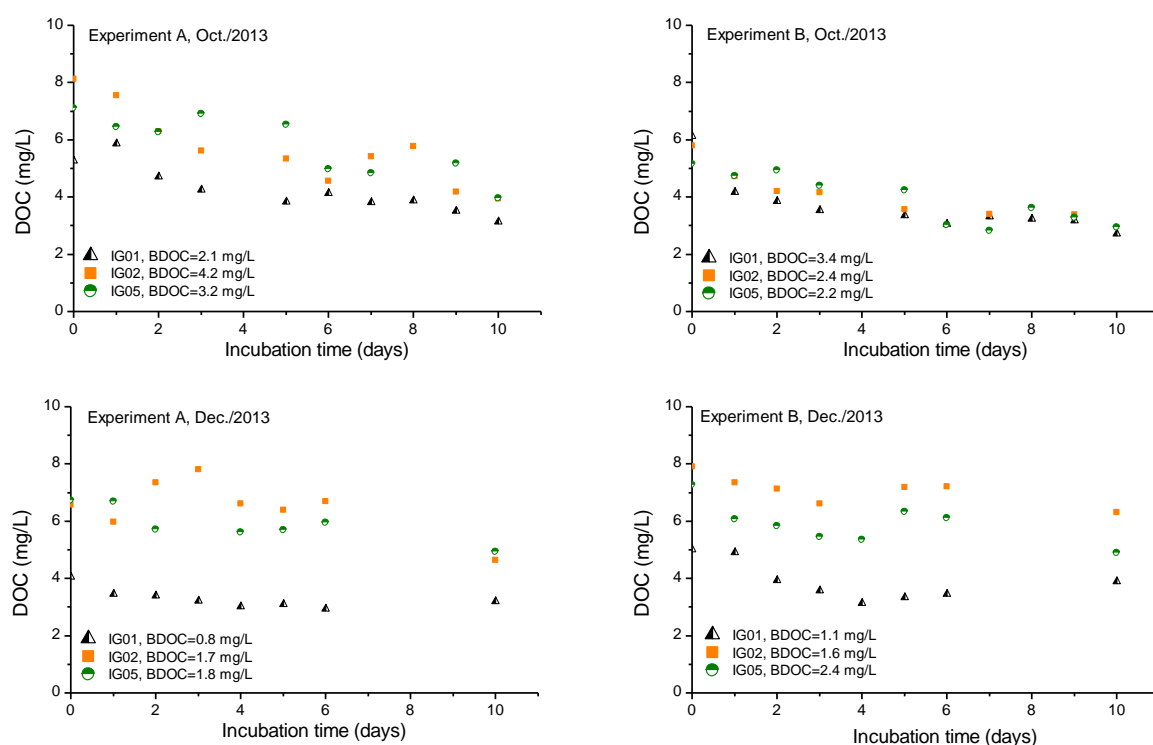 Experiment A, Oct./2013
DOC (mg/L)
10
8
6
4
2
0
IG01, BDOC=2.1 mg/L
IG02, BDOC=4.2 mg/L
IG05, BDOC=3.2 mg/L
0 2 4 6 8 10
Incubation time (days)
Experiment B, Oct./2013
DOC (mg/L)
10
8
6
4
2
0
IG01, BDOC=3.4 mg/L
IG02, BDOC=2.4 mg/L
IG05, BDOC=2.2 mg/L
0 2 4 6 8 10
Incubation time (days)
Experiment A, Dec./2013
DOC (mg/L)
10
8
6
4
2
0
IG01, BDOC=0.8 mg/L
IG02, BDOC=1.7 mg/L
IG05, BDOC=1.8 mg/L
0 2 4 6 8 10
Incubation time (days)
Experiment B, Dec./2013
DOC (mg/L)
10
8
6
4
2
0
IG01, BDOC=1.1 mg/L
IG02, BDOC=1.6 mg/L
IG05, BDOC=2.4 mg/L
0 2 4 6 8 10
Incubation time (days)